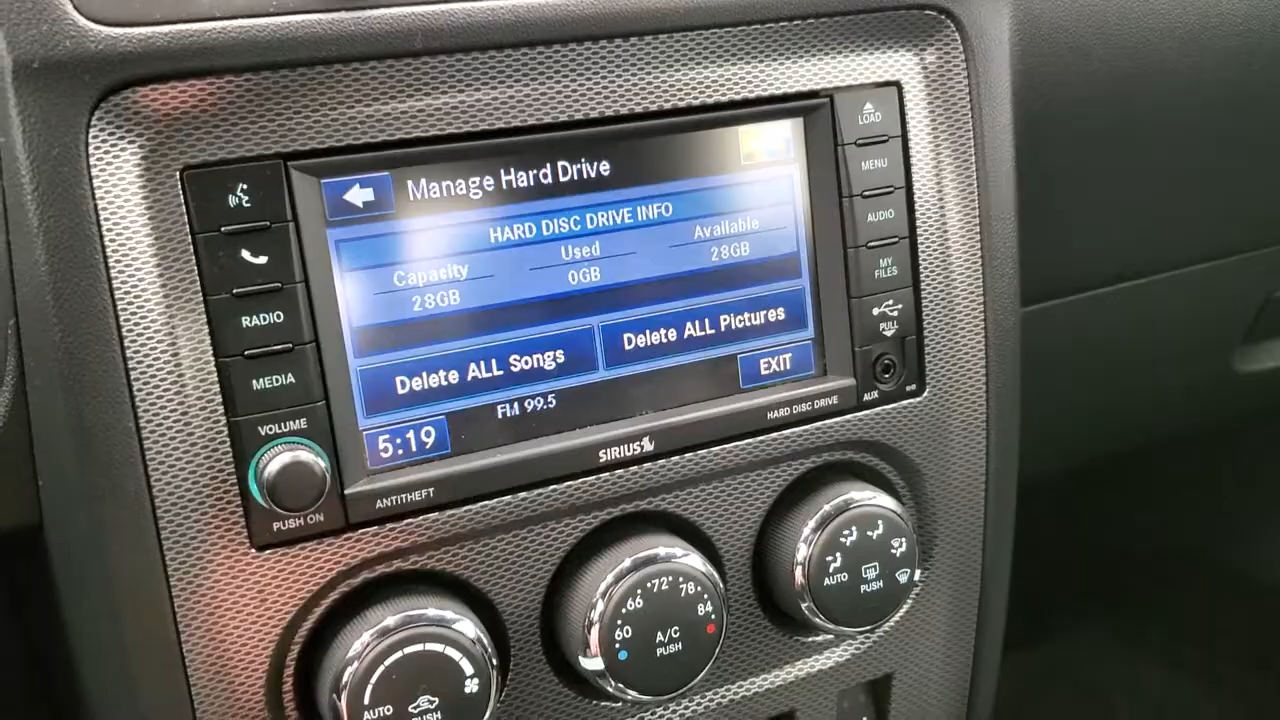 LOAD
MENU
AUDIO
MY
FILES
PULL
AUX
RADIO
MEDIA
VOLUME
PUSH ON
Manage Hard Drive
HARD DISC DRIVE INFO
Capacity Used Available
28GB 0GB 28GB
Delete ALL Songs Delete ALL Pictures
EXIT
FM 99.5
5:19
SIRIUS
HARD DISC DRIVE
ANTITHEFT
AUTO
PUSH
60 66 72 78 84
A/C
PUSH
AUTO
PUSH